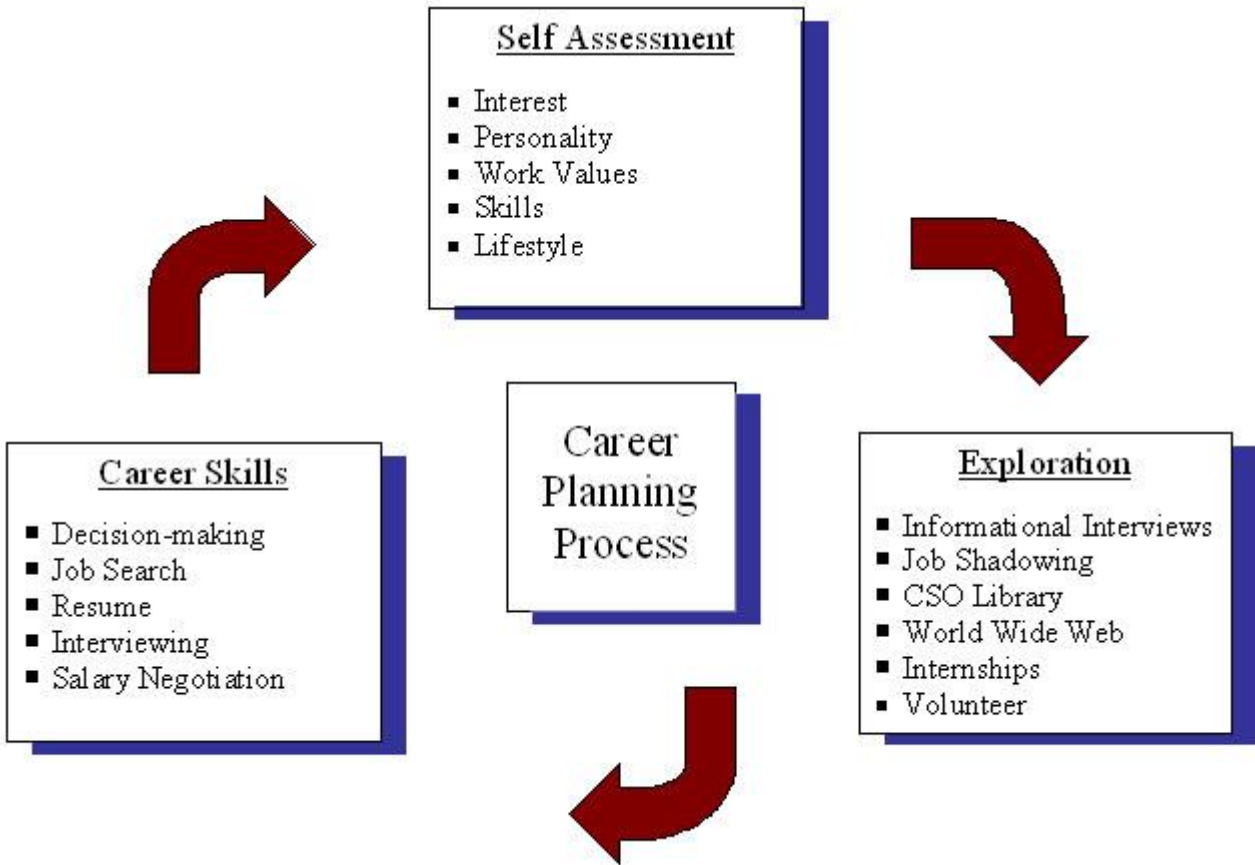 Self Assessment
Interest
Personality
Work Values
Skills
Lifestyle
Career
Planning
Process
Career Skills
Decision-making
Job Search
Resume
Interviewing
Salary Negotiation
Exploration
Informational Interviews
Job Shadowing
CSO Library
World Wide Web
Internships
Volunteer